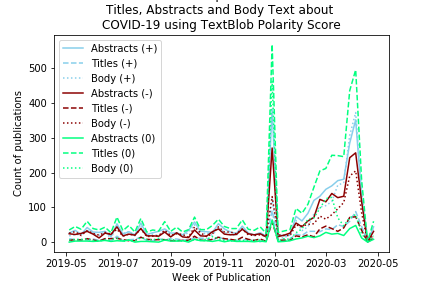 Titles, Abstracts and Body Text about
COVID-19 using TextBlob Polarity Score
Count of publications
500
400
300
200
100
0
Abstracts (+)
Titles (+)
Body (+)
Abstracts (-)
Titles (-)
Body (-)
Abstracts (0)
Titles (0)
Body (0)
2019-05 2019-07 2019-09 2019-11 2020-01 2020-03 2020-05
Week of Publication